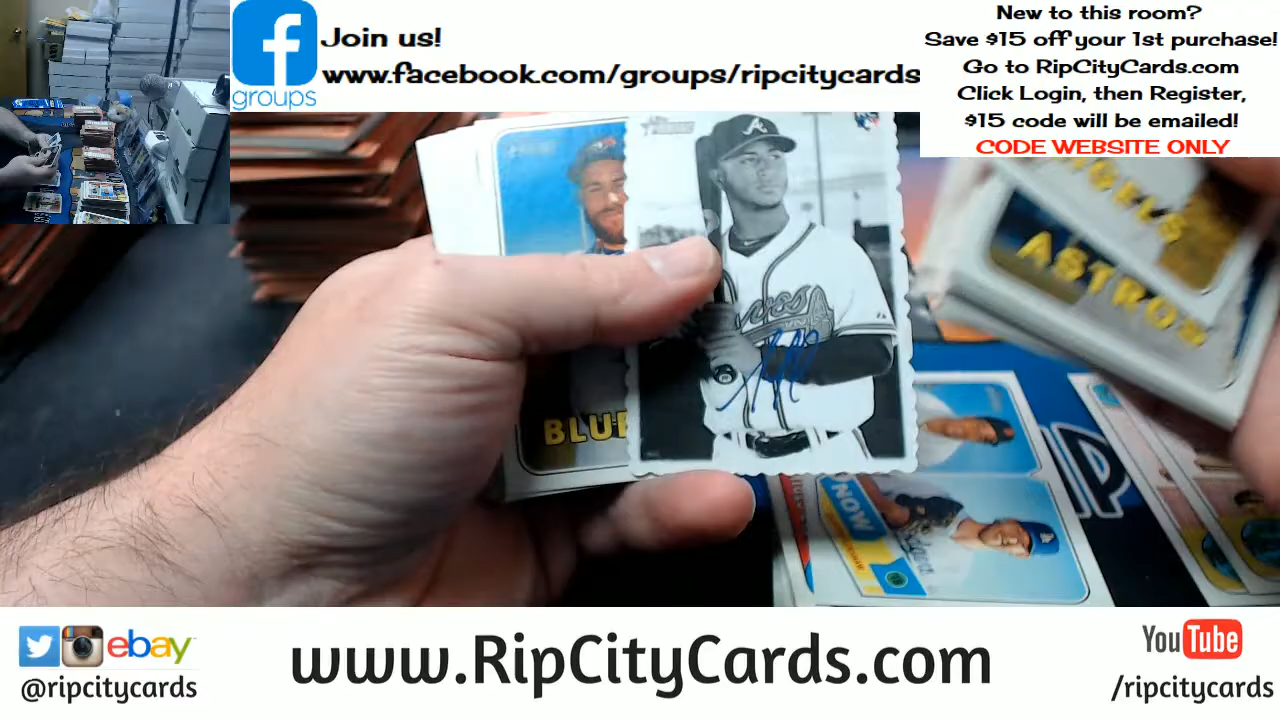 f
groups
Join us!
www.facebook.com/groups/ripcitycards
New to this room?
Save $15 off your 1st purchase!
Go to RipCityCards.com
Click Login, then Register,
$15 code will be emailed!
CODE WEBSITE ONLY
ASTROS
BLUE
NOW
ebay
@ripcitycards
www.RipCityCards.com
YouTube
/ripcitycards